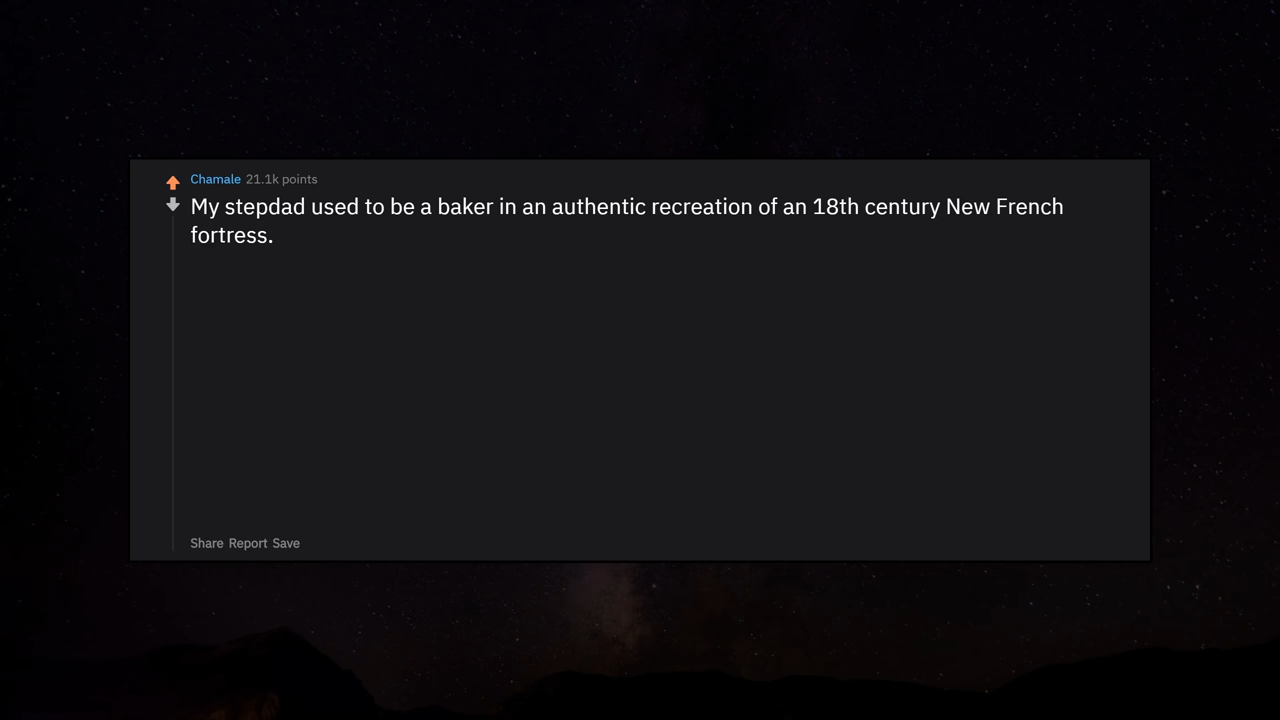 Chamale 21.1k points
My stepdad used to be a baker in an authentic recreation of an 18th century New French
fortress.
Share Report Save